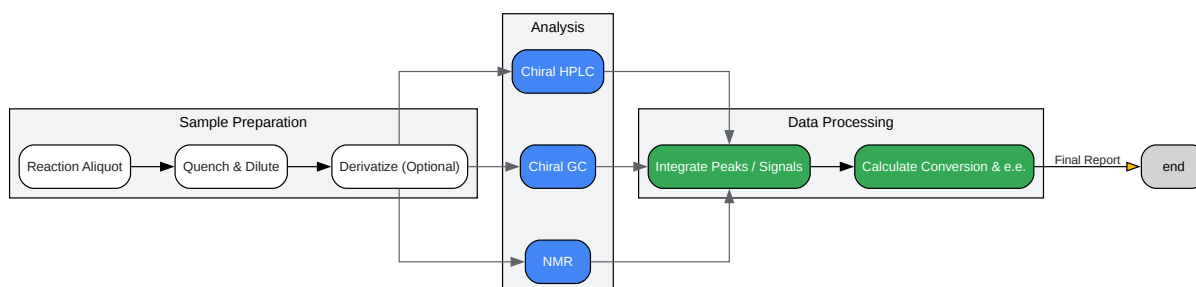 Analysis
Chiral HPLC
Sample Preparation
Data Processing
Reaction Aliquot
Quench & Dilute
Derivatize (Optional)
Chiral GC
Integrate Peaks / Signals
Calculate Conversion & e.e.
Final Report
end
NMR